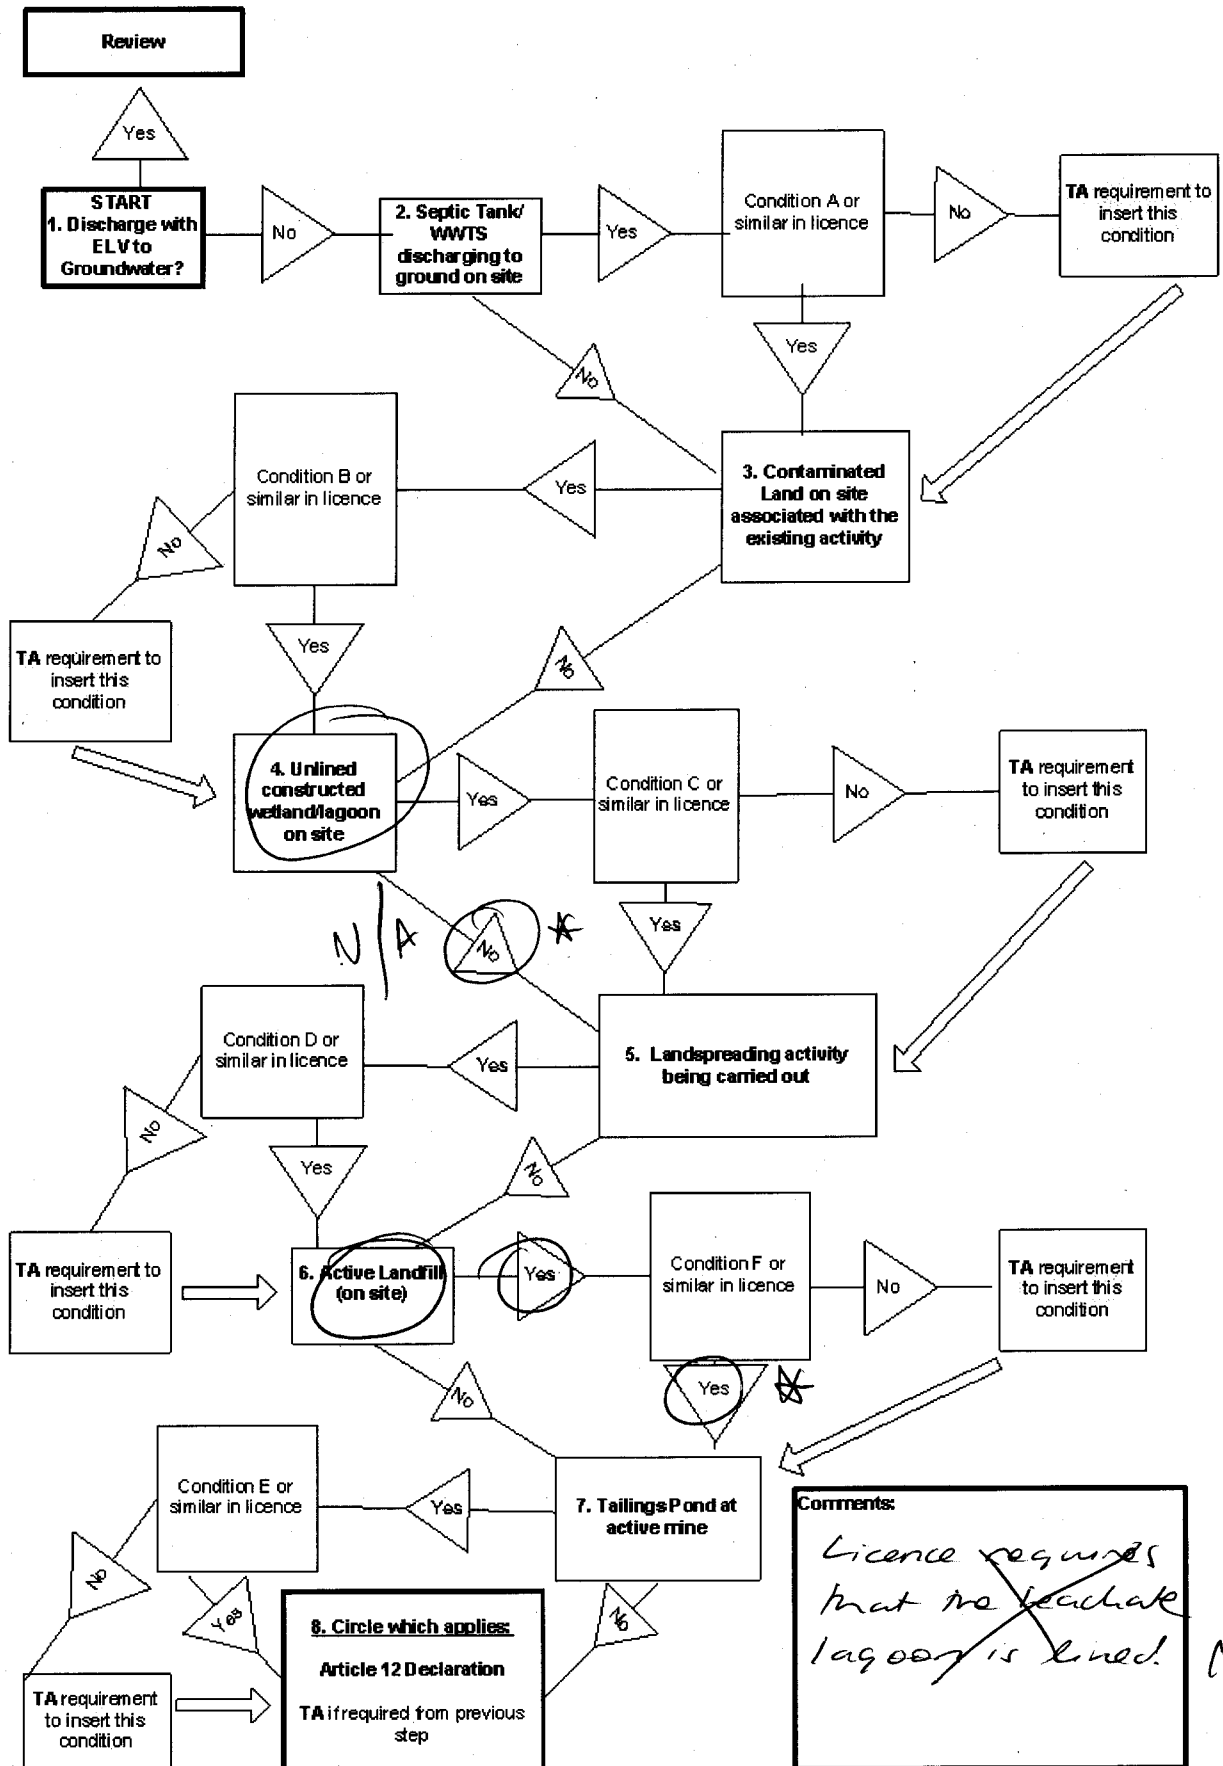 Review
Yes
START
1. Discharge with
ELV to
Groundwater?
No
2. Septic Tank/
WWTS
discharging to
ground on site
Yes
Condition A or
similar in licence
No
TA requirement to
insert this
condition
Yes
No
3. Contaminated
Land on site
associated with the
existing activity
Yes
Condition B or
similar in licence
No
TA requirement to
insert this
condition
Yes
No
4. Unlined
constructed
wetland/lagoon
on site
Yes
Condition C or
similar in licence
No
TA requirement
to insert this
condition
Yes
N/A
No
5. Landspreading activity
being carried out
Yes
Condition D or
similar in licence
No
TA requirement to
insert this
condition
Yes
No
6. Active Landfill
(on site)
Yes
Condition F or
similar in licence
No
TA requirement
to insert this
condition
Yes
No
7. Tailings Pond at
active mine
Yes
Condition E or
similar in licence
No
TA requirement
to insert this
condition
Yes
No
8. Circle which applies:
Article 12 Declaration
TA if required from previous
step
Comments:
Licence requires
that the leachate
lagoon is lined.